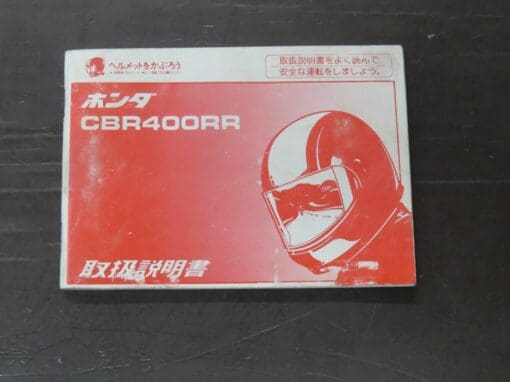 ヘルメットをかぶろう
取扱説明書をよく読んで
安全な運転をしましょう。
ホンダ
CBR400RR
取扱説明書